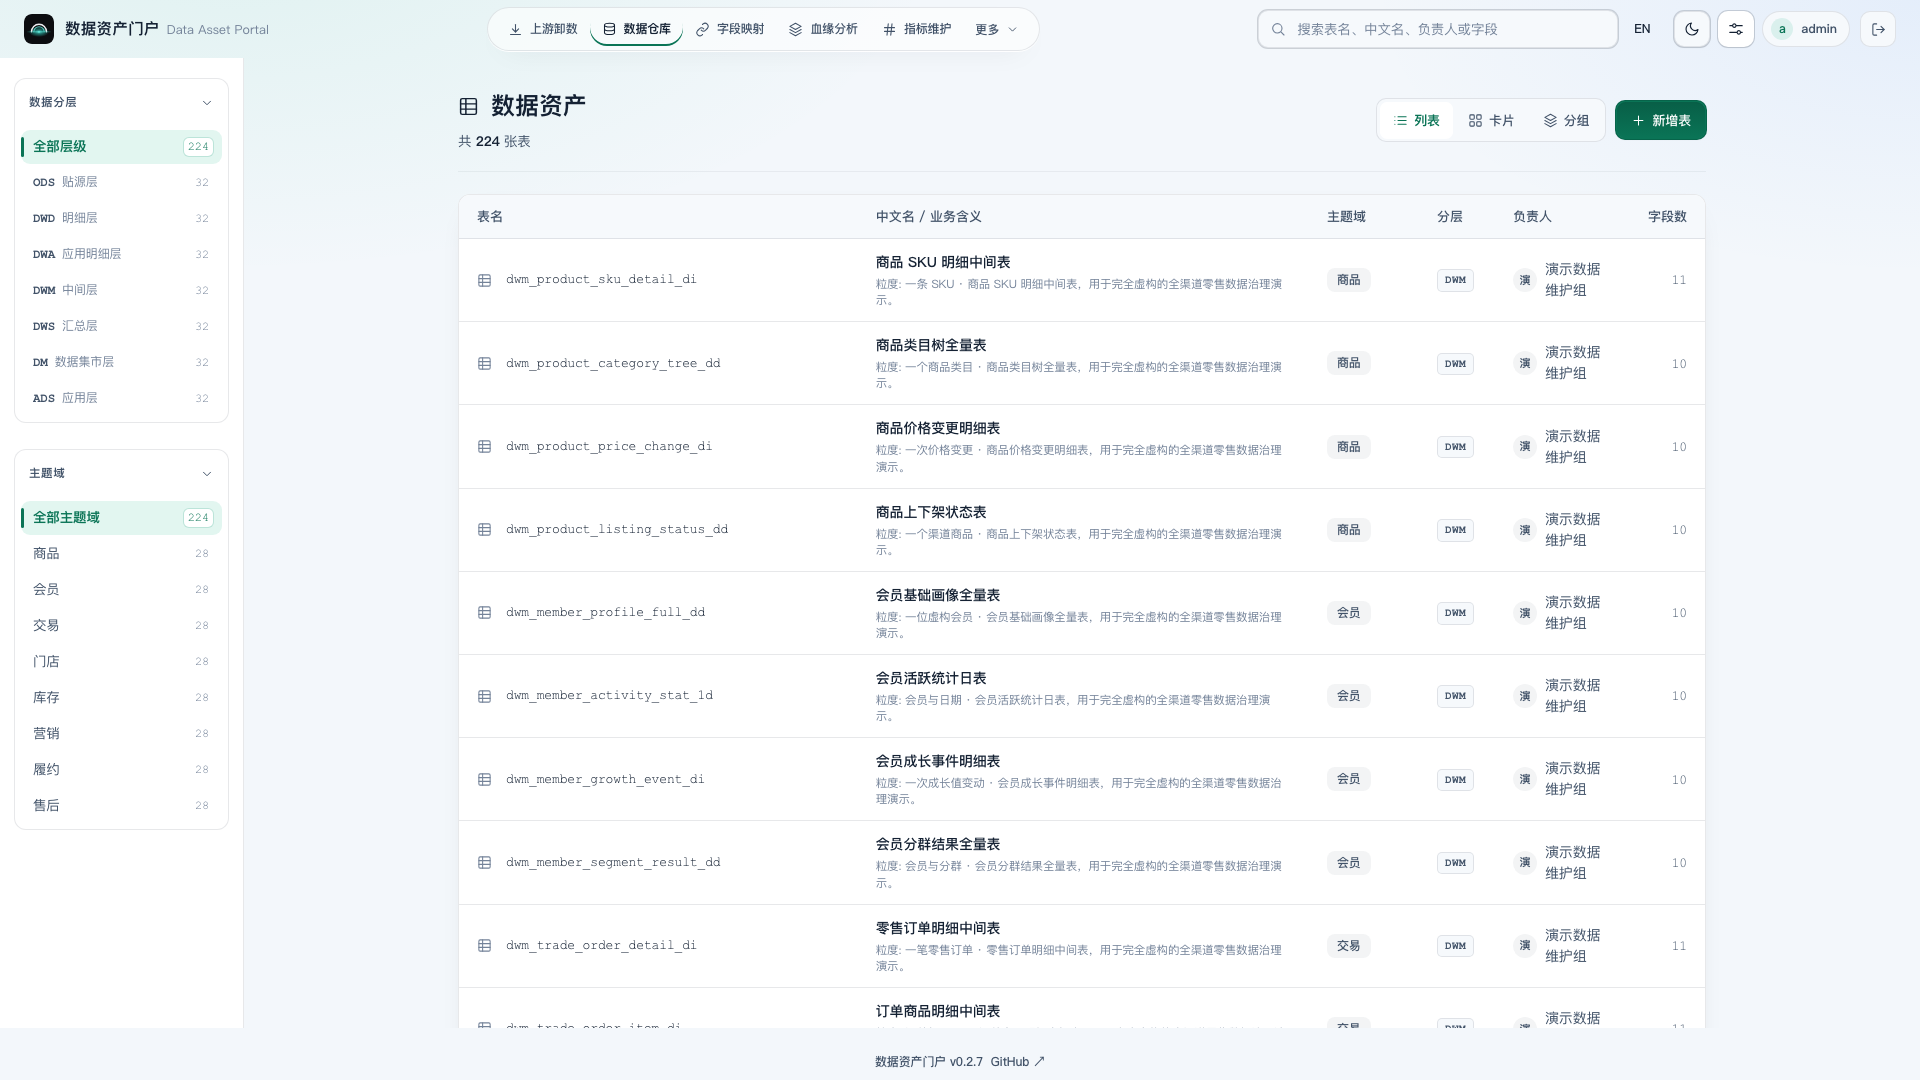 数据资产门户 Data Asset Portal
上游卸数 数据仓库 字段映射 血缘分析 指标维护 更多
搜索表名、中文名、负责人或字段
EN
a admin
数据分层
全部层级 224
ODS 贴源层 32
DWD 明细层 32
DWA 应用明细层 32
DWM 中间层 32
DWS 汇总层 32
DM 数据集市层 32
ADS 应用层 32
主题域
全部主题域 224
商品 28
会员 28
交易 28
门店 28
库存 28
营销 28
履约 28
售后 28
数据资产
共 224 张表
列表 卡片 分组
+ 新增表
表名 中文名 / 业务含义 主题域 分层 负责人 字段数
dwm_product_sku_detail_di
商品 SKU 明细中间表
粒度: 一条 SKU · 商品 SKU 明细中间表，用于完全虚构的全渠道零售数据治理演
示。
商品 DWM 演 演示数据
维护组
11
dwm_product_category_tree_dd
商品类目树全量表
粒度: 一个商品类目 · 商品类目树全量表，用于完全虚构的全渠道零售数据治理演
示。
商品 DWM 演 演示数据
维护组
10
dwm_product_price_change_di
商品价格变更明细表
粒度: 一次价格变更 · 商品价格变更明细表，用于完全虚构的全渠道零售数据治理
演示。
商品 DWM 演 演示数据
维护组
10
dwm_product_listing_status_dd
商品上下架状态表
粒度: 一个渠道商品 · 商品上下架状态表，用于完全虚构的全渠道零售数据治理演
示。
商品 DWM 演 演示数据
维护组
10
dwm_member_profile_full_dd
会员基础画像全量表
粒度: 一位虚构会员 · 会员基础画像全量表，用于完全虚构的全渠道零售数据治理
演示。
会员 DWM 演 演示数据
维护组
10
dwm_member_activity_stat_1d
会员活跃统计日表
粒度: 会员与日期 · 会员活跃统计日表，用于完全虚构的全渠道零售数据治理演
示。
会员 DWM 演 演示数据
维护组
10
dwm_member_growth_event_di
会员成长事件明细表
粒度: 一次成长值变动 · 会员成长事件明细表，用于完全虚构的全渠道零售数据治
理演示。
会员 DWM 演 演示数据
维护组
10
dwm_member_segment_result_dd
会员分群结果全量表
粒度: 会员与分群 · 会员分群结果全量表，用于完全虚构的全渠道零售数据治理演
示。
会员 DWM 演 演示数据
维护组
10
dwm_trade_order_detail_di
零售订单明细中间表
粒度: 一笔零售订单 · 零售订单明细中间表，用于完全虚构的全渠道零售数据治理
演示。
交易 DWM 演 演示数据
维护组
11
dwm_trade_order_item_di
订单商品明细中间表
交易 DWM 演 演示数据
11
数据资产门户 v0.2.7 GitHub ↗